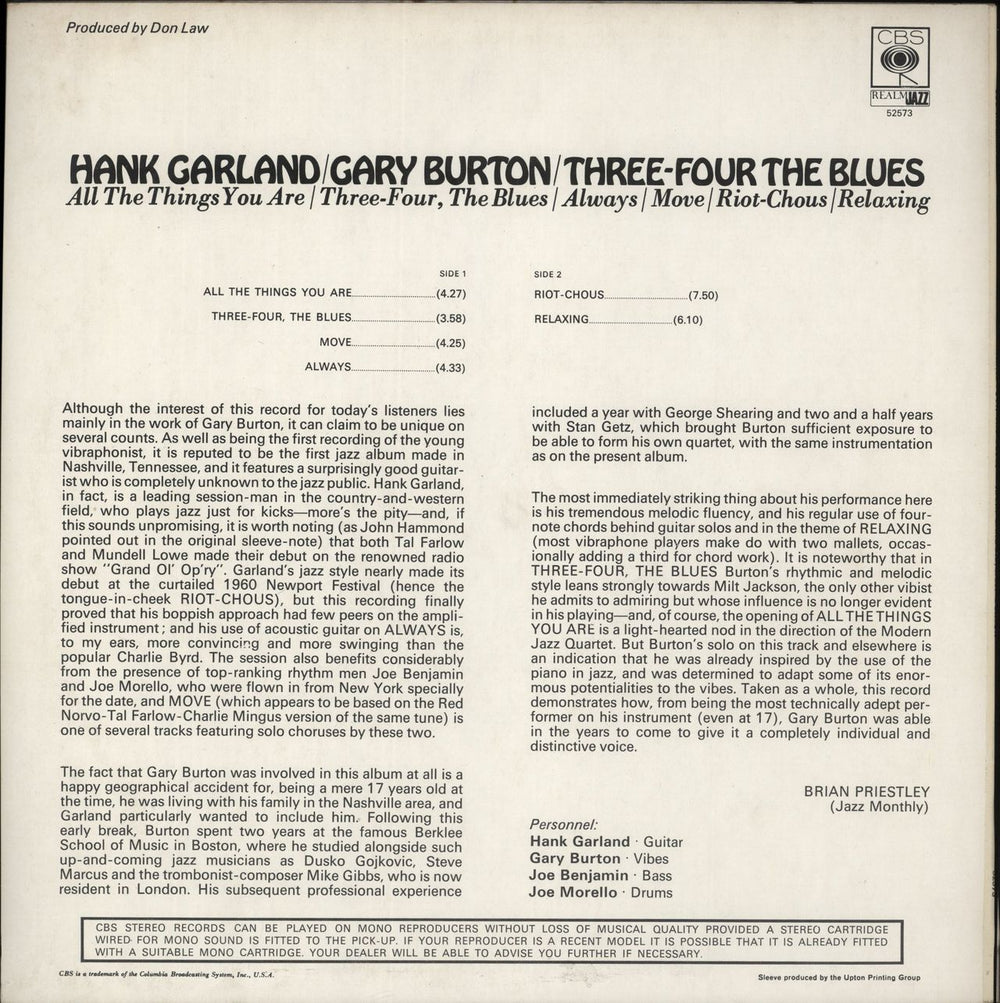 Produced by Don Law
CBS
REALM JAZZ
52573
HANK GARLAND/GARY BURTON/THREE-FOUR THE BLUES
All The Things You Are / Three-Four, The Blues / Always / Move / Riot-Chous / Relaxing
SIDE 1
ALL THE THINGS YOU ARE..............................(4.27)
THREE-FOUR, THE BLUES..............................(3.58)
MOVE..............................(4.25)
ALWAYS..............................(4.33)
SIDE 2
RIOT-CHOUS..............................(7.50)
RELAXING..............................(6.10)
Although the interest of this record for today's listeners lies
mainly in the work of Gary Burton, it can claim to be unique on
several counts. As well as being the first recording of the young
vibraphonist, it is reputed to be the first jazz album made in
Nashville, Tennessee, and it features a surprisingly good guitar-
ist who is completely unknown to the jazz public. Hank Garland,
in fact, is a leading session-man in the country-and-western
field, who plays jazz just for kicks—more's the pity—and, if
this sounds unpromising, it is worth noting (as John Hammond
pointed out in the original sleeve-note) that both Tal Farlow
and Mundell Lowe made their debut on the renowned radio
show "Grand Ol' Op'ry". Garland's jazz style nearly made its
debut at the curtailed 1960 Newport Festival (hence the
tongue-in-cheek RIOT-CHOUS), but this recording finally
proved that his boppish approach had few peers on the ampli-
fied instrument; and his use of acoustic guitar on ALWAYS is,
to my ears, more convincing and more swinging than the
popular Charlie Byrd. The session also benefits considerably
from the presence of top-ranking rhythm men Joe Benjamin
and Joe Morello, who were flown in from New York specially
for the date, and MOVE (which appears to be based on the Red
Norvo-Tal Farlow-Charlie Mingus version of the same tune) is
one of several tracks featuring solo choruses by these two.
The fact that Gary Burton was involved in this album at all is a
happy geographical accident for, being a mere 17 years old at
the time, he was living with his family in the Nashville area, and
Garland particularly wanted to include him. Following this
early break, Burton spent two years at the famous Berklee
School of Music in Boston, where he studied alongside such
up-and-coming jazz musicians as Dusko Gojkovic, Steve
Marcus and the trombonist-composer Mike Gibbs, who is now
resident in London. His subsequent professional experience
included a year with George Shearing and two and a half years
with Stan Getz, which brought Burton sufficient exposure to
be able to form his own quartet, with the same instrumentation
as on the present album.
The most immediately striking thing about his performance here
is his tremendous melodic fluency, and his regular use of four-
note chords behind guitar solos and in the theme of RELAXING
(most vibraphone players make do with two mallets, occas-
ionally adding a third for chord work). It is noteworthy that in
THREE-FOUR, THE BLUES Burton's rhythmic and melodic
style leans strongly towards Milt Jackson, the only other vibist
he admits to admiring but whose influence is no longer evident
in his playing—and, of course, the opening of ALL THE THINGS
YOU ARE is a light-hearted nod in the direction of the Modern
Jazz Quartet. But Burton's solo on this track and elsewhere is
an indication that he was already inspired by the use of the
piano in jazz, and was determined to adapt some of its enor-
mous potentialities to the vibes. Taken as a whole, this record
demonstrates how, from being the most technically adept per-
former on his instrument (even at 17), Gary Burton was able
in the years to come to give it a completely individual and
distinctive voice.
BRIAN PRIESTLEY
(Jazz Monthly)
Personnel:
Hank Garland · Guitar
Gary Burton · Vibes
Joe Benjamin · Bass
Joe Morello · Drums
CBS STEREO RECORDS CAN BE PLAYED ON MONO REPRODUCERS WITHOUT LOSS OF MUSICAL QUALITY PROVIDED A STEREO CARTRIDGE
WIRED FOR MONO SOUND IS FITTED TO THE PICK-UP. IF YOUR REPRODUCER IS A RECENT MODEL IT IS POSSIBLE THAT IT IS ALREADY FITTED
WITH A SUITABLE MONO CARTRIDGE. YOUR DEALER WILL BE ABLE TO ADVISE YOU FURTHER IF NECESSARY.
CBS is a trademark of the Columbia Broadcasting System, Inc., U.S.A.
Sleeve produced by the Upton Printing Group